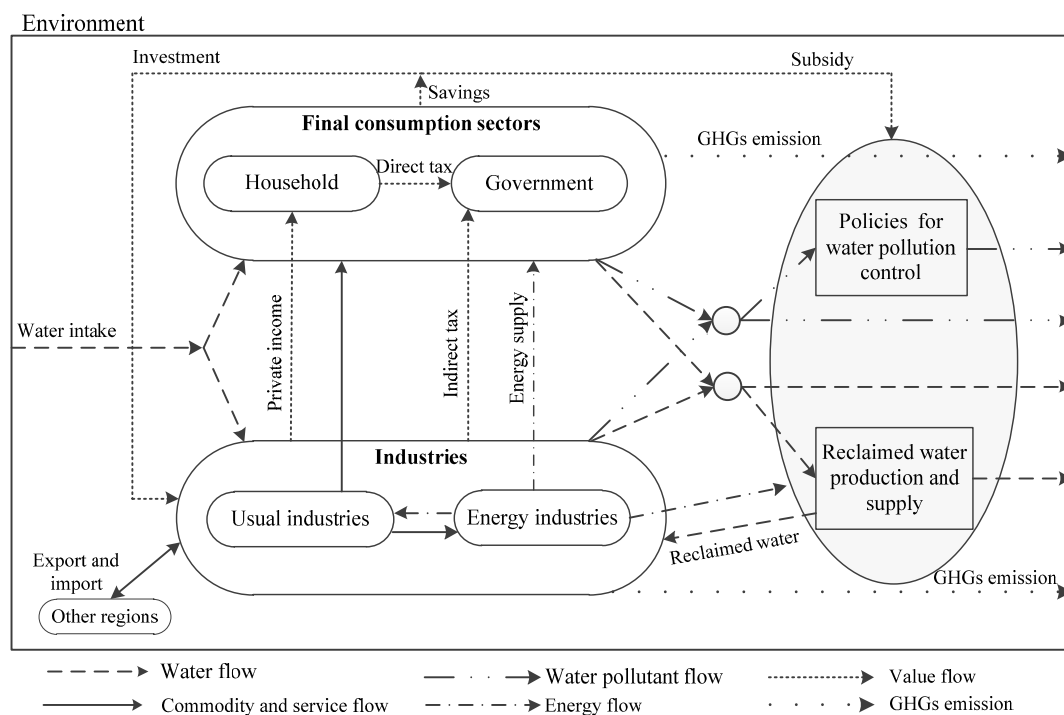 Environment
Investment
Subsidy
Savings
Final consumption sectors
GHGs emission
Direct tax
Household
Government
Policies for
water pollution
control
Water intake
Private income
Indirect tax
Energy supply
Industries
Reclaimed water
production and
supply
Usual industries
Energy industries
Reclaimed water
Export and
import
GHGs emission
Other regions
Water flow
Water pollutant flow
Value flow
Commodity and service flow
Energy flow
GHGs emission